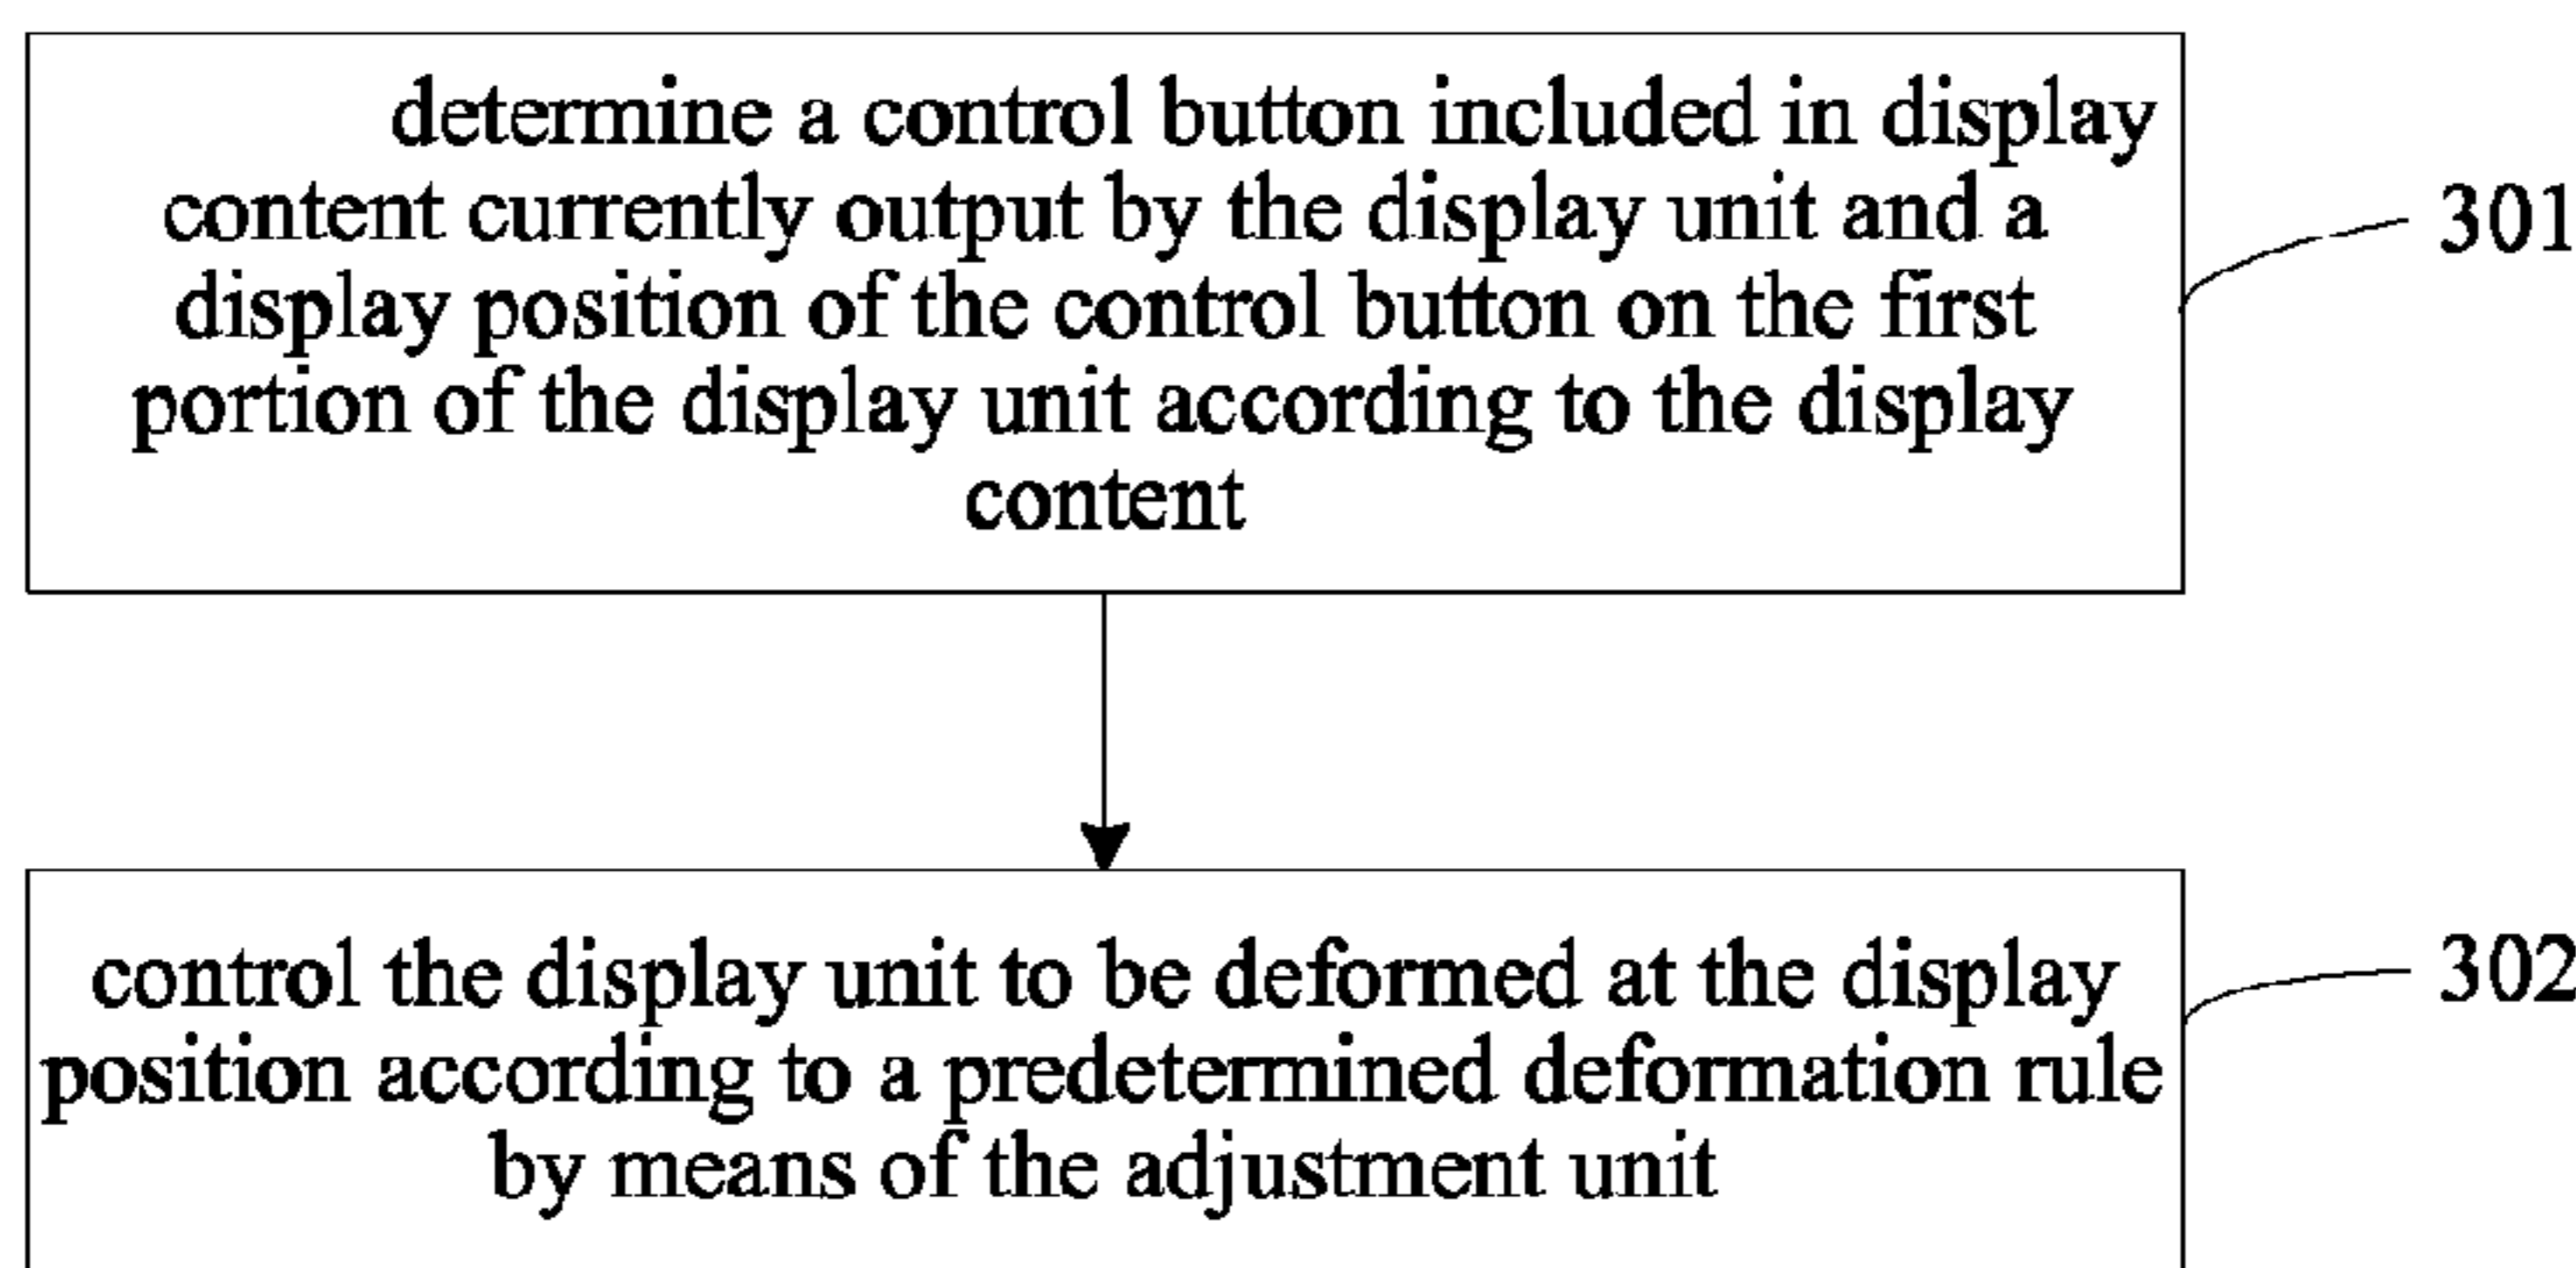 determine a control button included in display
content currently output by the display unit and a
display position of the control button on the first
portion of the display unit according to the display
content
301
control the display unit to be deformed at the display
position according to a predetermined deformation rule
by means of the adjustment unit
302